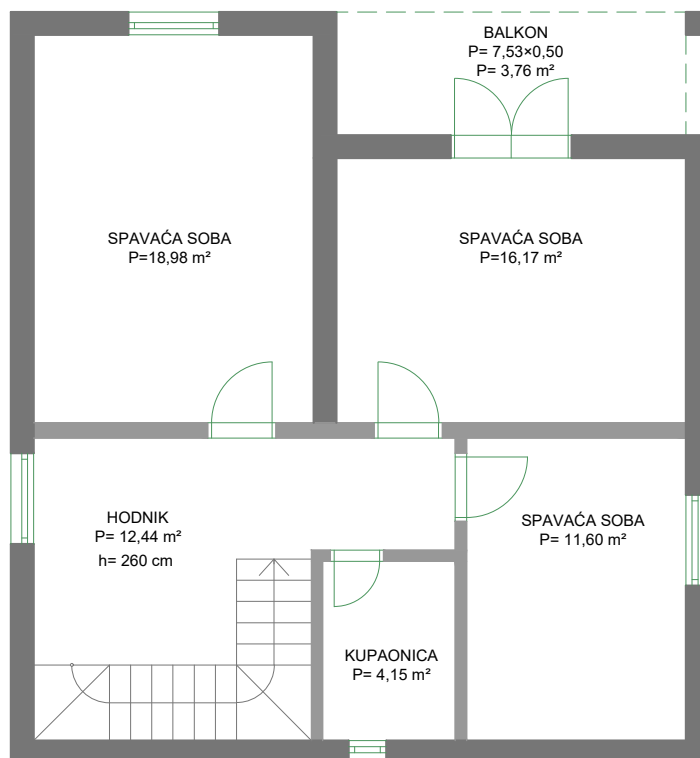 BALKON
P= 7,53×0,50
P= 3,76 m²
SPAVAĆA SOBA
P=18,98 m²
SPAVAĆA SOBA
P=16,17 m²
HODNIK
P= 12,44 m²
h= 260 cm
SPAVAĆA SOBA
P= 11,60 m²
KUPAONICA
P= 4,15 m²